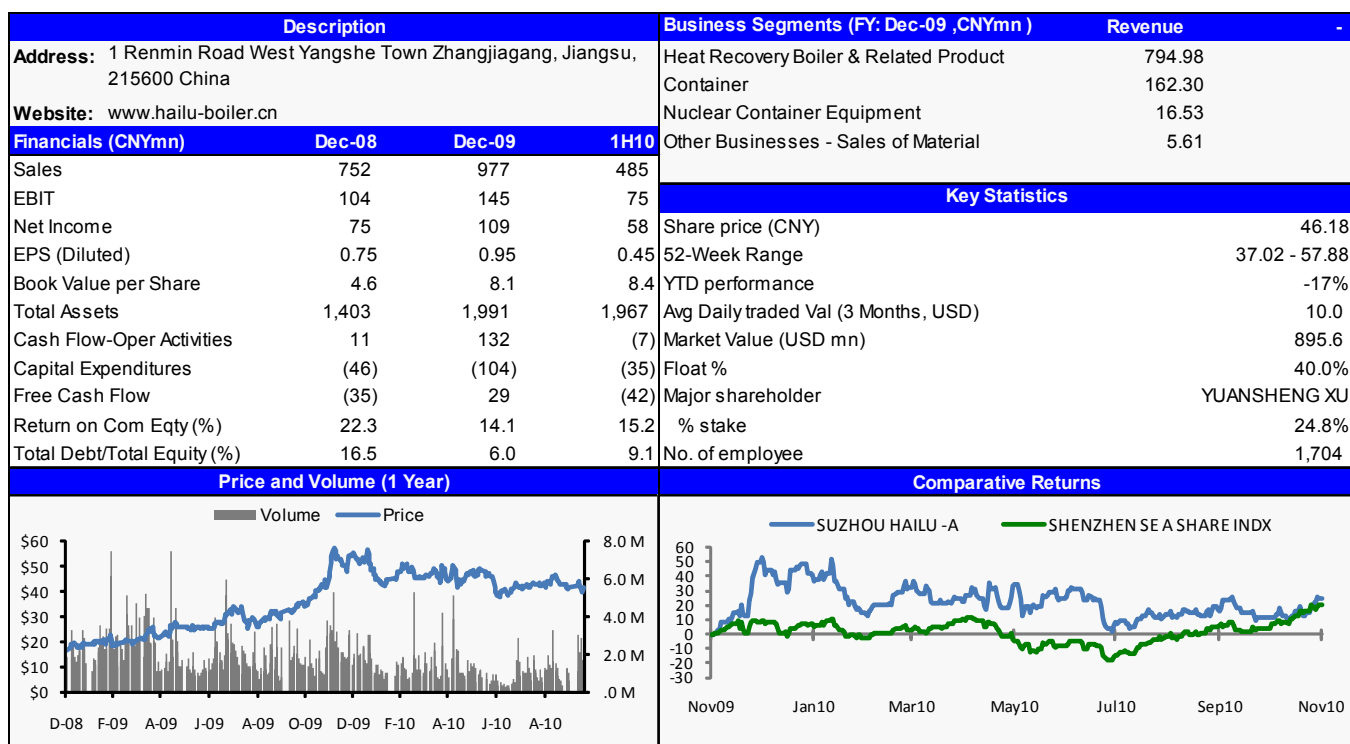 Description
Address: 1 Renmin Road West Yangshe Town Zhangjiagang, Jiangsu,
215600 China
Website: www.hailu-boiler.cn
Financials (CNYmn) Dec-08 Dec-09 1H10
Sales 752 977 485
EBIT 104 145 75
Net Income 75 109 58
EPS (Diluted) 0.75 0.95 0.45
Book Value per Share 4.6 8.1 8.4
Total Assets 1,403 1,991 1,967
Cash Flow-Oper Activities 11 132 (7)
Capital Expenditures (46) (104) (35)
Free Cash Flow (35) 29 (42)
Return on Com Eqty (%) 22.3 14.1 15.2
Total Debt/Total Equity (%) 16.5 6.0 9.1
Business Segments (FY: Dec-09 ,CNYmn ) Revenue -
Heat Recovery Boiler & Related Product 794.98
Container 162.30
Nuclear Container Equipment 16.53
Other Businesses - Sales of Material 5.61
Key Statistics
Share price (CNY) 46.18
52-Week Range 37.02 - 57.88
YTD performance -17%
Avg Daily traded Val (3 Months, USD) 10.0
Market Value (USD mn) 895.6
Float % 40.0%
Major shareholder YUANSHENG XU
% stake 24.8%
No. of employee 1,704
Price and Volume (1 Year)
Volume Price
$60 8.0 M
$50
$40 6.0 M
$30 4.0 M
$20 2.0 M
$10
$0 .0 M
D-08 F-09 A-09 J-09 A-09 O-09 D-09 F-10 A-10 J-10 A-10
Comparative Returns
SUZHOU HAILU -A SHENZHEN SE A SHARE INDX
60
50
40
30
20
10
0
-10
-20
-30
Nov09 Jan10 Mar10 May10 Jul10 Sep10 Nov10